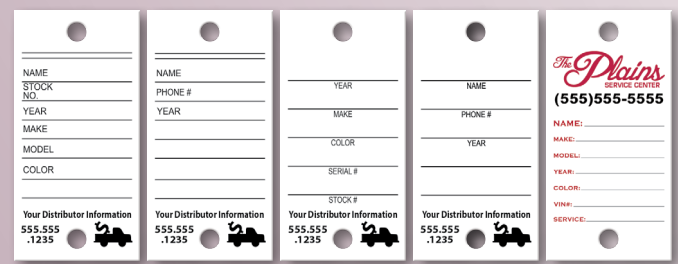 NAME
STOCK
NO.
YEAR
MAKE
MODEL
COLOR
Your Distributor Information
555.555
.1235
NAME
PHONE #
YEAR
Your Distributor Information
555.555
.1235
YEAR
MAKE
COLOR
SERIAL #
STOCK #
Your Distributor Information
555.555
.1235
NAME
PHONE #
YEAR
Your Distributor Information
555.555
.1235
The Plains
SERVICE CENTER
(555)555-5555
NAME:
MAKE:
MODEL:
YEAR:
COLOR:
VIN#:
SERVICE: